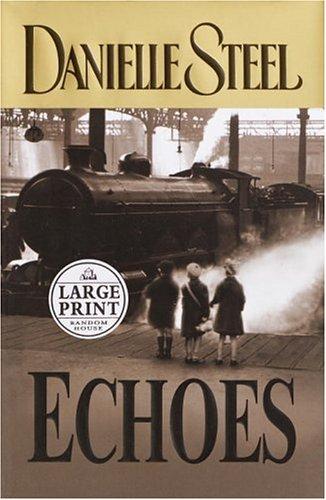 DANIELLE STEEL
LARGE
PRINT
RANDOM
HOUSE
ECHOES